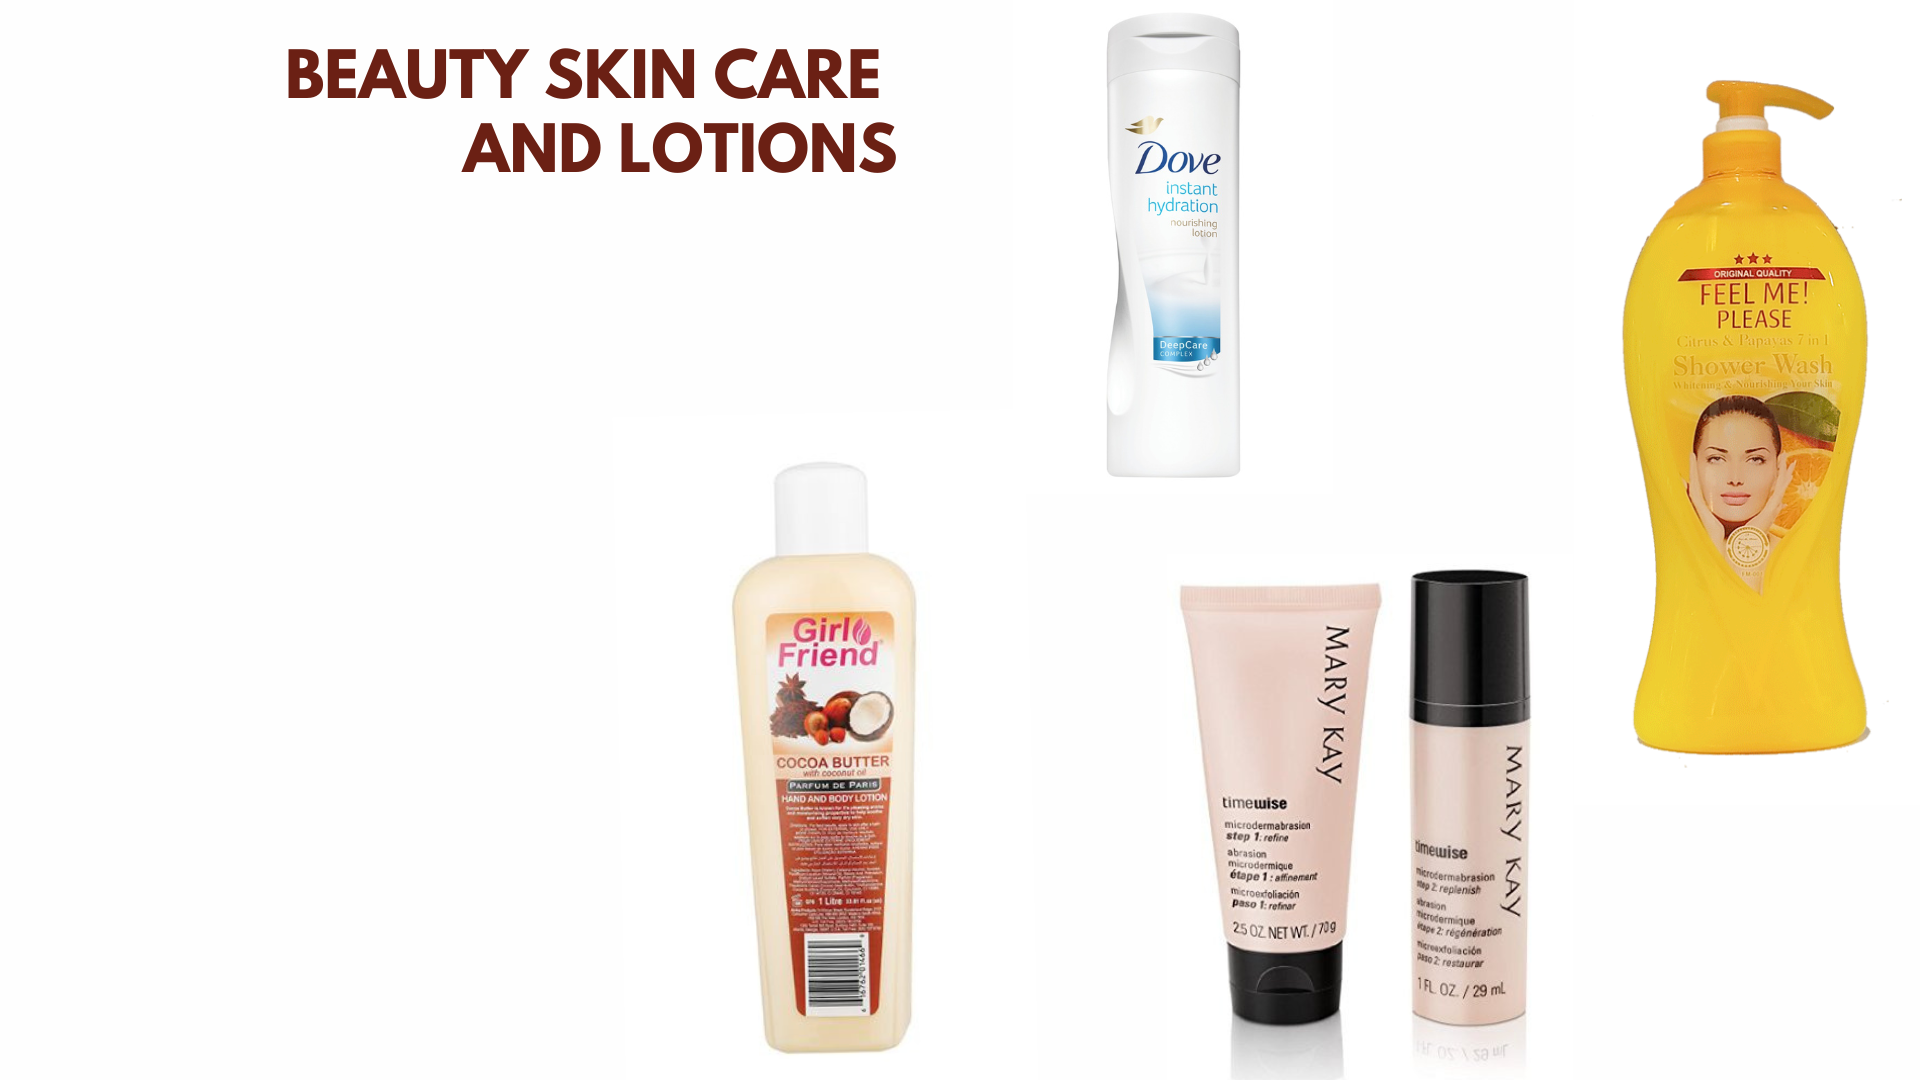 BEAUTY SKIN CARE
AND LOTIONS
Dove
instant
hydration
nourishing
lotion
DeepCare
COMPLEX
ORIGINAL QUALITY
FEEL ME!
PLEASE
Citrus & Papayas 7 in 1
Shower Wash
Whitening & Nourishing Your Skin
Girl
Friend
COCOA BUTTER
with coconut oil
PARFUM DE PARIS
HAND AND BODY LOTION
1 Litre
MARY KAY
timewise
microdermabrasion
step 1: refine
abrasion
microdermique
étape 1 : affinement
microexfoliación
paso 1: refinar
2.5 OZ. NET WT. / 70 g
MARY KAY
timewise
microdermabrasion
step 2: replenish
abrasion
microdermique
étape 2: régénération
microexfoliación
paso 2: restaurar
1 FL. OZ. / 29 mL